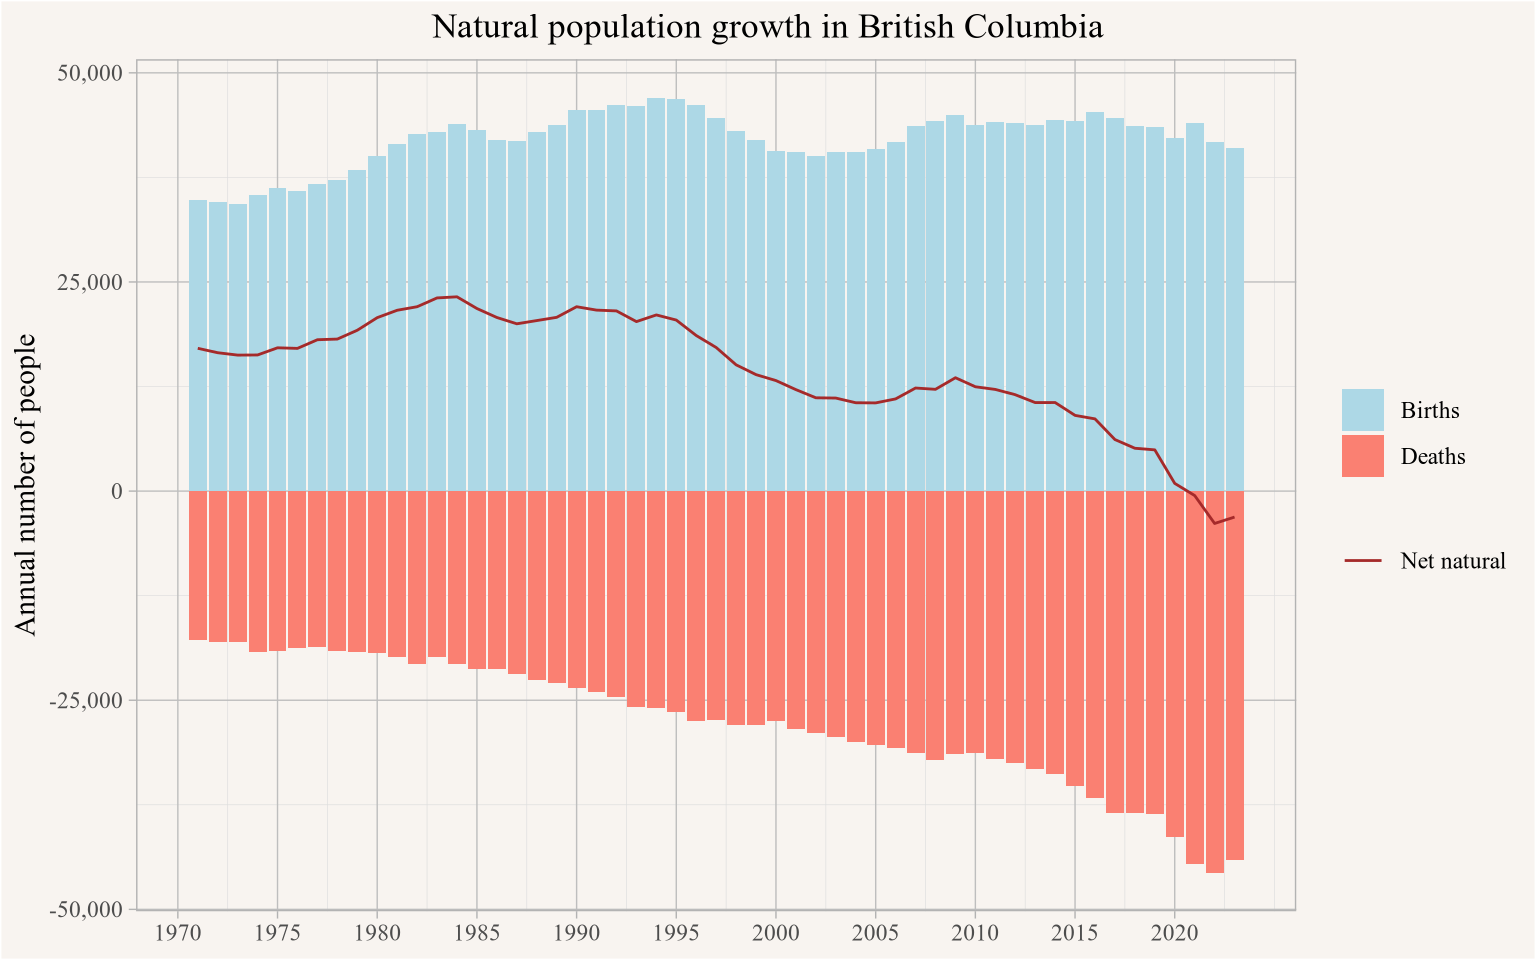 Natural population growth in British Columbia
Annual number of people
50,000
25,000
0
-25,000
-50,000
1970 1975 1980 1985 1990 1995 2000 2005 2010 2015 2020
Births
Deaths
Net natural